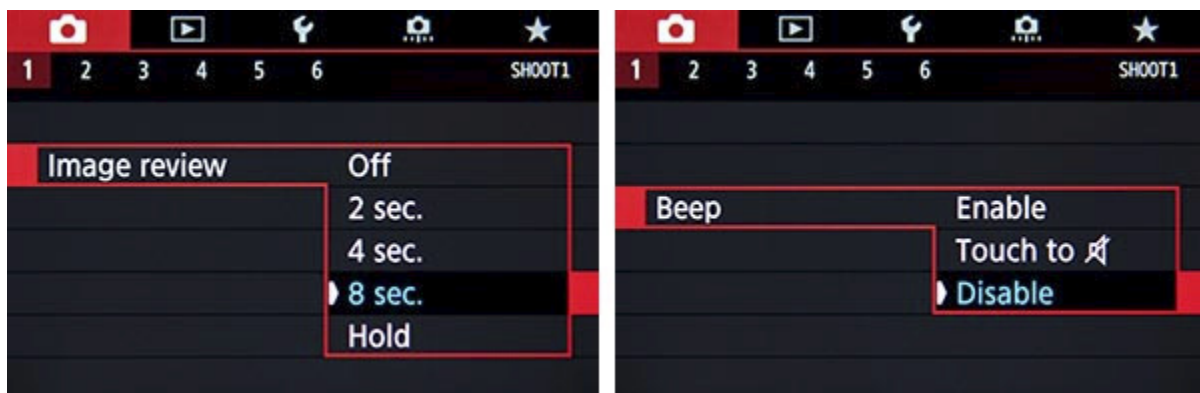 1 2 3 4 5 6 SHOOT1
Image review Off
2 sec.
4 sec.
8 sec.
Hold
1 2 3 4 5 6 SHOOT1
Beep Enable
Touch to
Disable